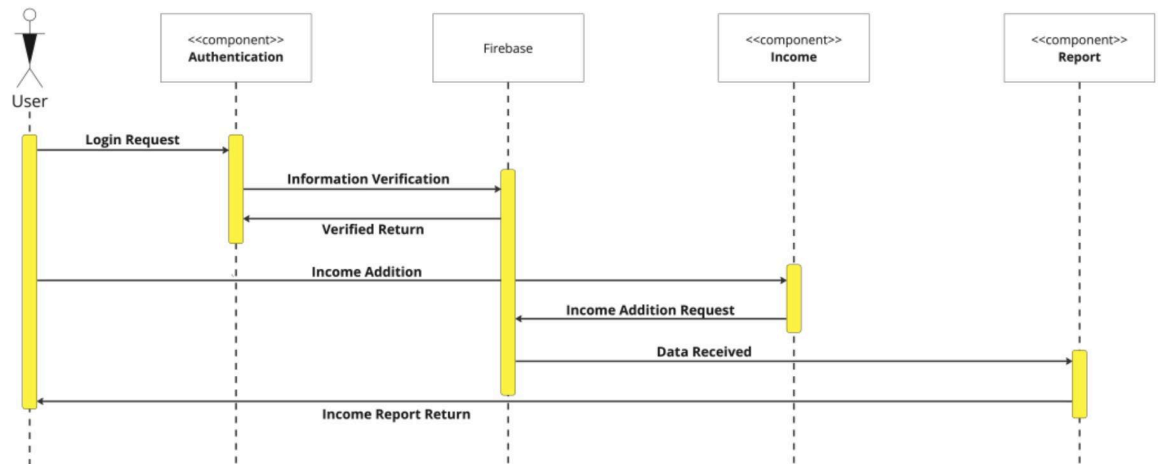 <<component>>
Authentication
Firebase
<<component>>
Income
<<component>>
Report
User
Login Request
Information Verification
Verified Return
Income Addition
Income Addition Request
Data Received
Income Report Return